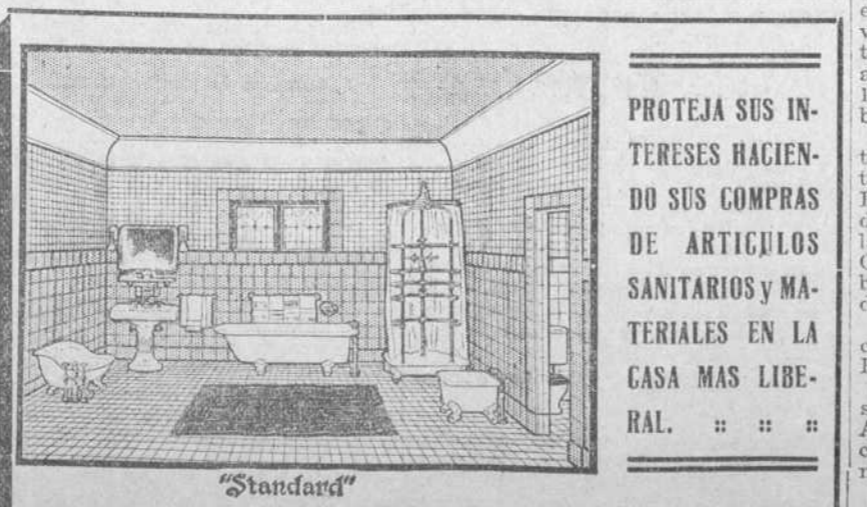 PROTEJA SUS IN-
TERESES HACIEN-
DO SUS COMPRAS
DE ARTICULOS
SANITARIOS y MA-
TERIALES EN LA
CASA MAS LIBE-
RAL. :: :: ::
"Standard"